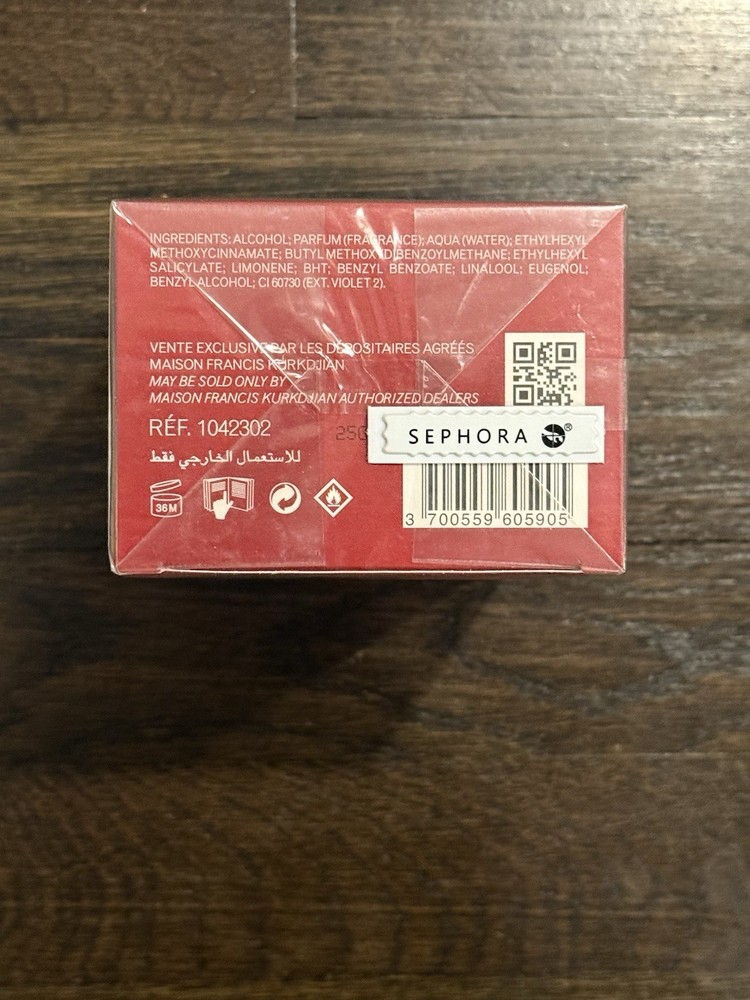 INGREDIENTS: ALCOHOL; PARFUM (FRAGRANCE); AQUA (WATER); ETHYLHEXYL
METHOXYCINNAMATE; BUTYL METHOXYDIBENZOYLMETHANE; ETHYLHEXYL
SALICYLATE; LIMONENE; BHT; BENZYL BENZOATE; LINALOOL; EUGENOL;
BENZYL ALCOHOL; CI 60730 (EXT. VIOLET 2).
VENTE EXCLUSIVE PAR LES DÉPOSITAIRES AGRÉÉS
MAISON FRANCIS KURKDJIAN
MAY BE SOLD ONLY BY
MAISON FRANCIS KURKDJIAN AUTHORIZED DEALERS
RÉF. 1042302
SEPHORA ®
للاستعمال الخارجي فقط
36M
3 700559 605905